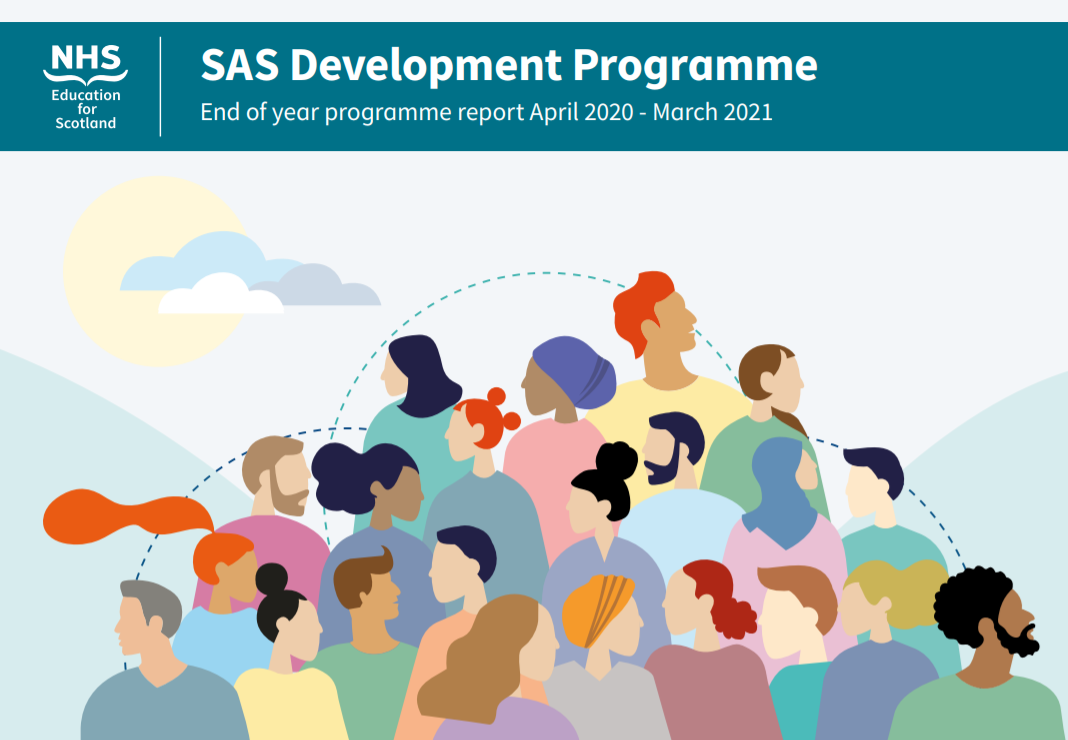 NHS
Education
for
Scotland
SAS Development Programme
End of year programme report April 2020 - March 2021